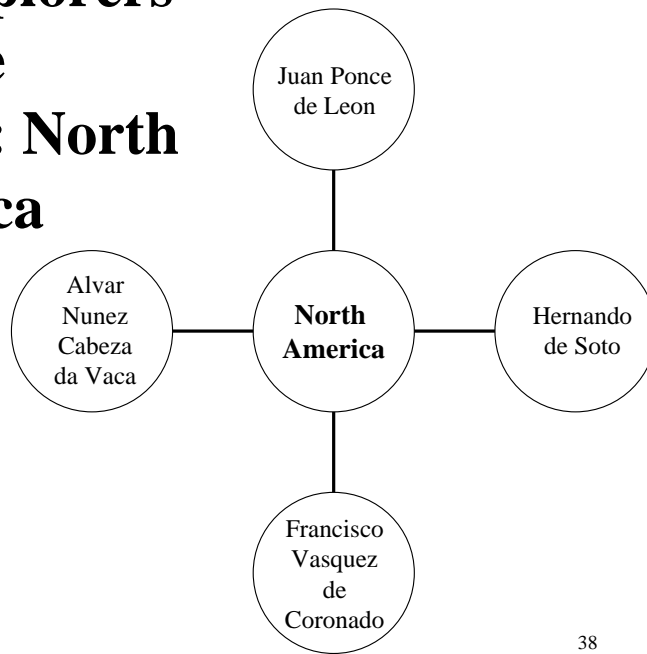 : North
Juan Ponce
de Leon
Alvar
Nunez
Cabeza
da Vaca
North
America
Hernando
de Soto
Francisco
Vasquez
de
Coronado
38